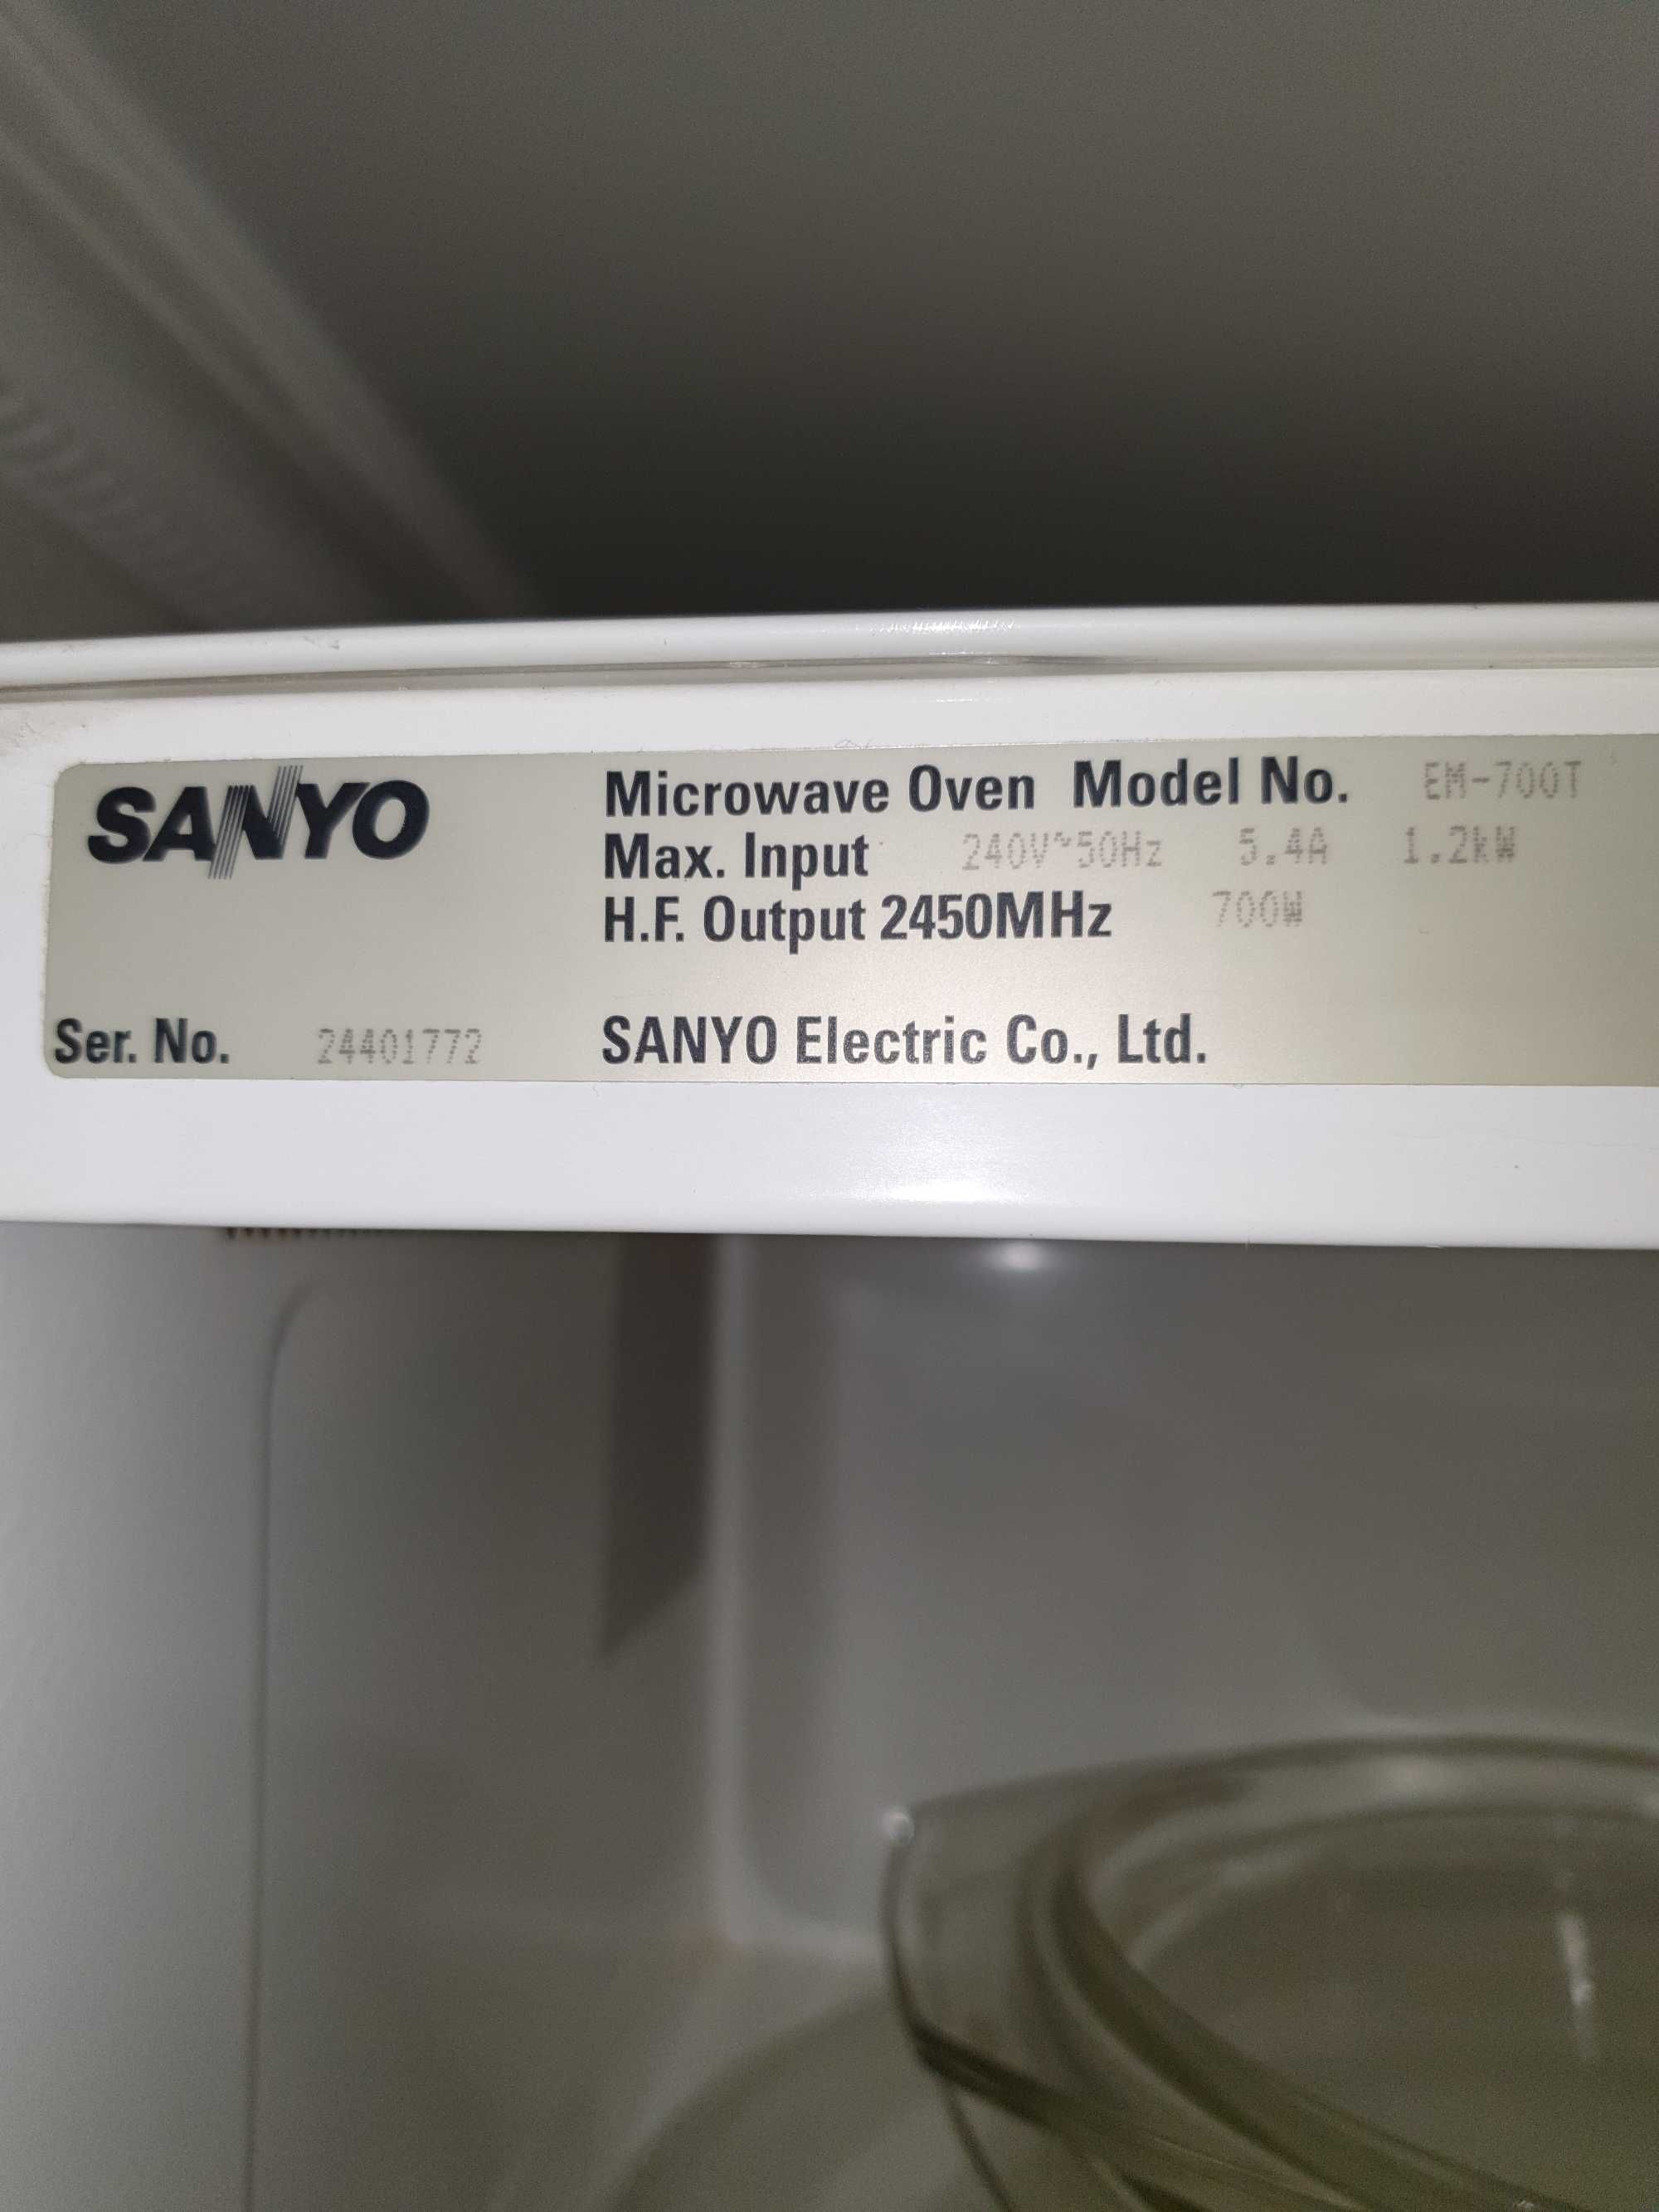 SANYO
Microwave Oven Model No. EM-700T
Max. Input 240V~50Hz 5.4A 1.2kW
H.F. Output 2450MHz 700W
Ser. No. 24401772 SANYO Electric Co., Ltd.